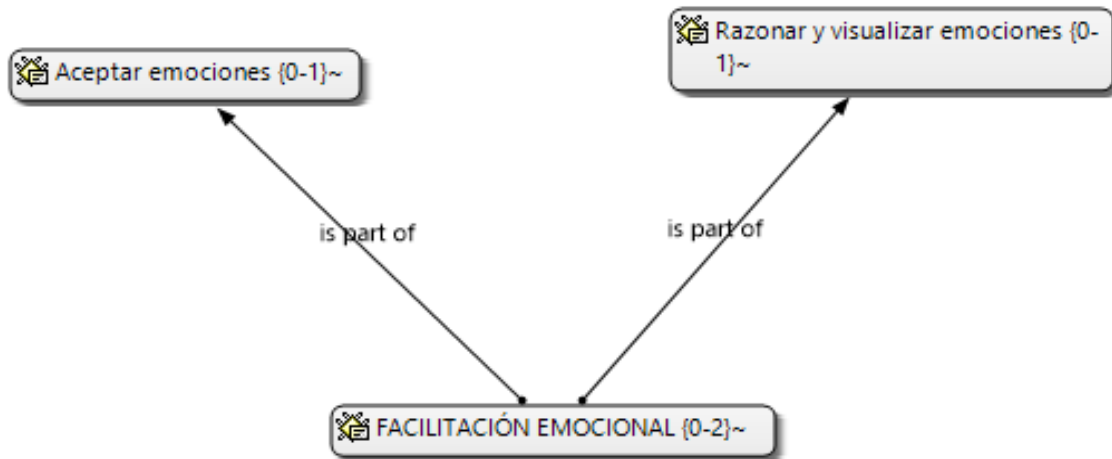 Aceptar emociones {0-1}~
Razonar y visualizar emociones {0-
1}~
is part of
is part of
FACILITACIÓN EMOCIONAL {0-2}~